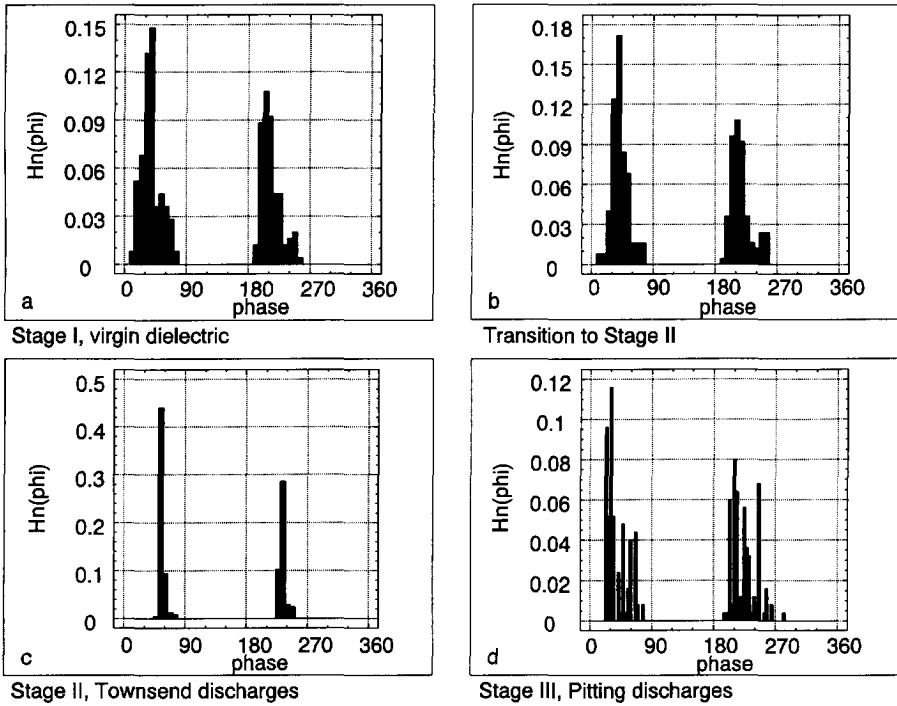 0.15
0.12
0.09
0.06
0.03
0
Hn(phi)
0 90 180 270 360
phase
a
Stage I, virgin dielectric
0.18
0.15
0.12
0.09
0.06
0.03
0
Hn(phi)
0 90 180 270 360
phase
b
Transition to Stage II
0.5
0.4
0.3
0.2
0.1
0
Hn(phi)
0 90 180 270 360
phase
c
Stage II, Townsend discharges
0.12
0.1
0.08
0.06
0.04
0.02
0
Hn(phi)
0 90 180 270 360
phase
d
Stage III, Pitting discharges